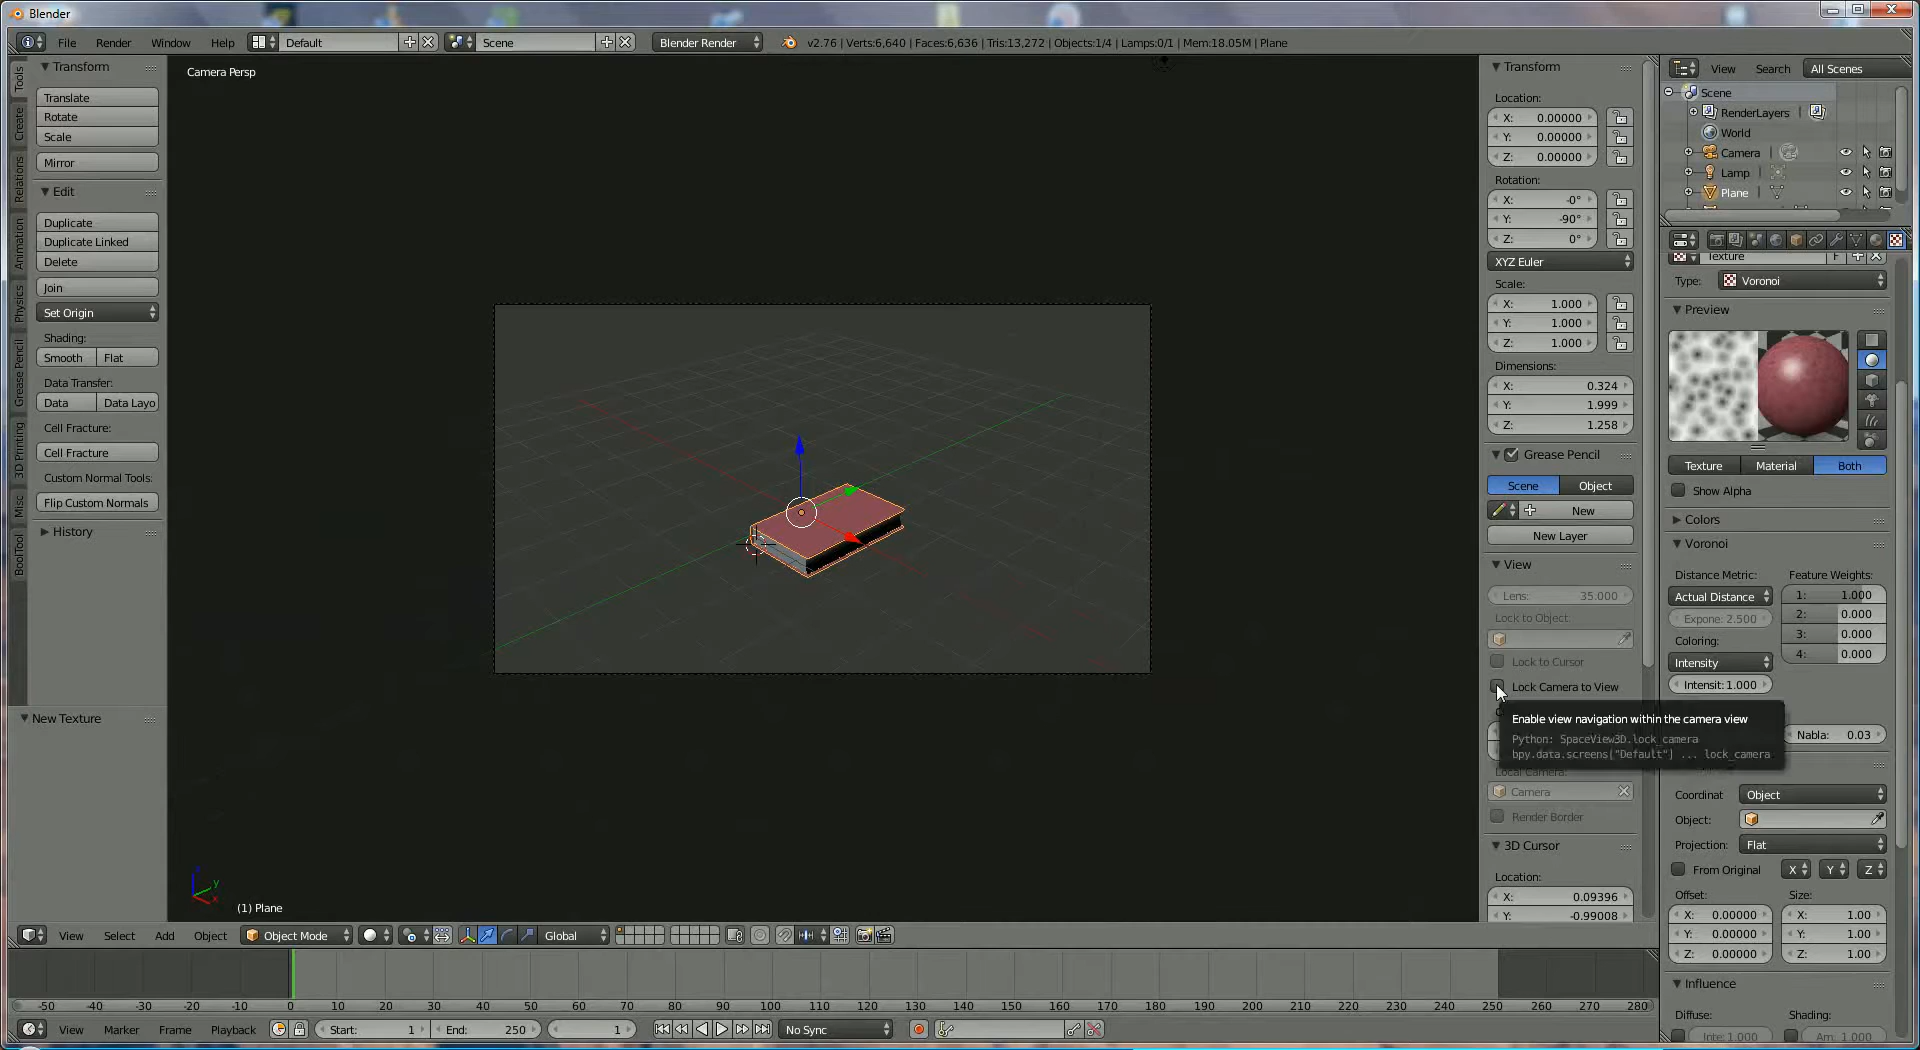 Blender
File Render Window Help Default Scene Blender Render v2.76 | Verts:6,640 | Faces:6,636 | Tris:13,272 | Objects:1/4 | Lamps:0/1 | Mem:18.05M | Plane
Tools
Create
Relations
Animation
Physics
Grease Pencil
3D Printing
Misc
BoolTool
Transform
Translate
Rotate
Scale
Mirror
Edit
Duplicate
Duplicate Linked
Delete
Join
Set Origin
Shading:
Smooth Flat
Data Transfer:
Data Data Layo
Cell Fracture:
Cell Fracture
Custom Normal Tools:
Flip Custom Normals
History
New Texture
Camera Persp
(1) Plane
Transform
Location:
X: 0.00000
Y: 0.00000
Z: 0.00000
Rotation:
X: -0°
Y: -90°
Z: 0°
XYZ Euler
Scale:
X: 1.000
Y: 1.000
Z: 1.000
Dimensions:
X: 0.324
Y: 1.999
Z: 1.258
Grease Pencil
Scene Object
New
New Layer
View
Lens: 35.000
Lock to Object:
Lock to Cursor
Lock Camera to View
Enable view navigation within the camera view
Python: SpaceView3D.lock_camera
bpy.data.screens["Default"] ... lock_camera
Local Camera:
Camera
Render Border
3D Cursor
Location:
X: 0.09396
Y: -0.99008
View Search All Scenes
Scene
RenderLayers
World
Camera
Lamp
Plane
Texture F
Type: Voronoi
Preview
Texture Material Both
Show Alpha
Colors
Voronoi
Distance Metric: Feature Weights:
Actual Distance 1: 1.000
Expone: 2.500 2: 0.000
Coloring: 3: 0.000
Intensity 4: 0.000
Intensit: 1.000
Nabla: 0.03
Coordinat Object
Object:
Projection: Flat
From Original X Y Z
Offset: Size:
X: 0.00000 X: 1.00
Y: 0.00000 Y: 1.00
Z: 0.00000 Z: 1.00
Influence
Diffuse: Shading:
Inte: 1.000 Am: 1.000
View Select Add Object Object Mode Global
-50 -40 -30 -20 -10 0 10 20 30 40 50 60 70 80 90 100 110 120 130 140 150 160 170 180 190 200 210 220 230 240 250 260 270 280
View Marker Frame Playback Start: 1 End: 250 1 No Sync